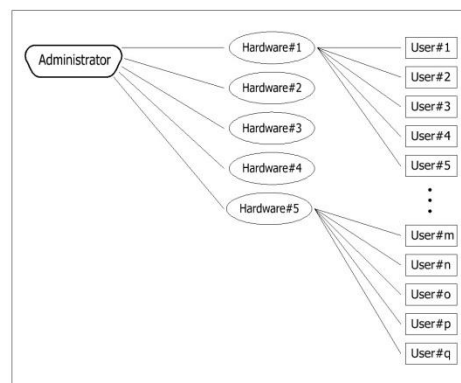 Administrator
Hardware#1
Hardware#2
Hardware#3
Hardware#4
Hardware#5
User#1
User#2
User#3
User#4
User#5
User#m
User#n
User#o
User#p
User#q